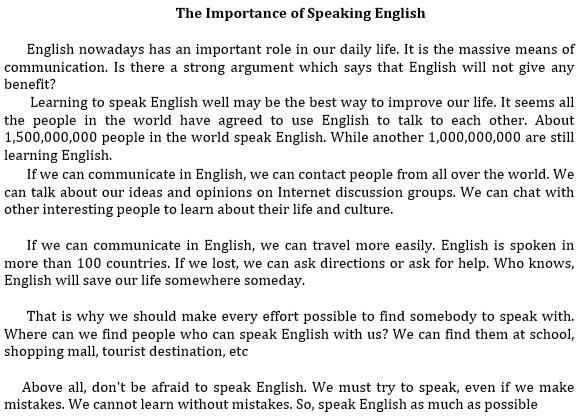 The Importance of Speaking English
English nowadays has an important role in our daily life. It is the massive means of
communication. Is there a strong argument which says that English will not give any
benefit?
Learning to speak English well may be the best way to improve our life. It seems all
the people in the world have agreed to use English to talk to each other. About
1,500,000,000 people in the world speak English. While another 1,000,000,000 are still
learning English.
If we can communicate in English, we can contact people from all over the world. We
can talk about our ideas and opinions on Internet discussion groups. We can chat with
other interesting people to learn about their life and culture.
If we can communicate in English, we can travel more easily. English is spoken in
more than 100 countries. If we lost, we can ask directions or ask for help. Who knows,
English will save our life somewhere someday.
That is why we should make every effort possible to find somebody to speak with.
Where can we find people who can speak English with us? We can find them at school,
shopping mall, tourist destination, etc
Above all, don't be afraid to speak English. We must try to speak, even if we make
mistakes. We cannot learn without mistakes. So, speak English as much as possible